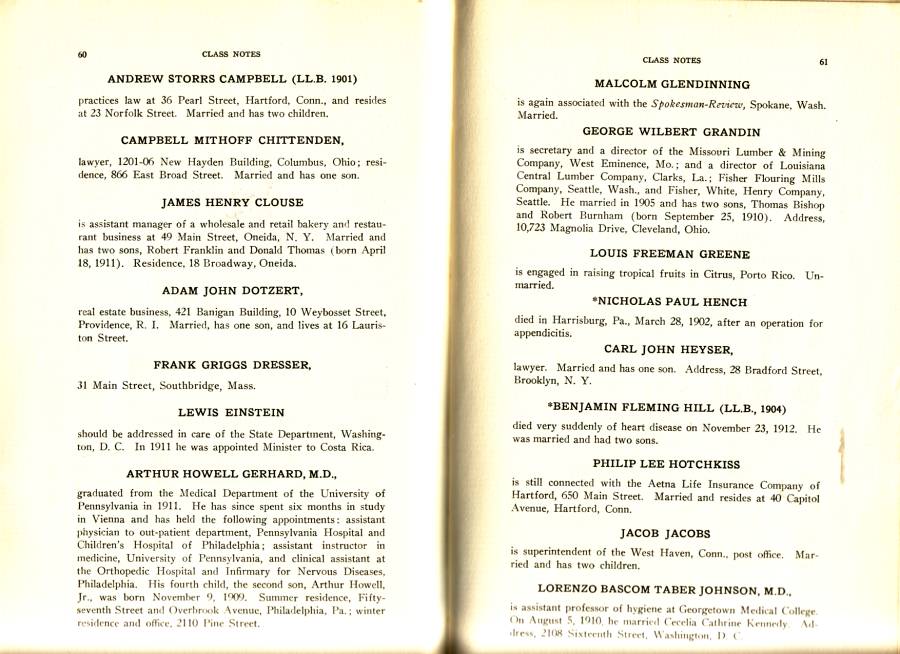 60
CLASS NOTES
ANDREW STORRS CAMPBELL (LL.B. 1901)
practices law at 36 Pearl Street, Hartford, Conn., and resides
at 23 Norfolk Street. Married and has two children.
CAMPBELL MITHOFF CHITTENDEN,
lawyer, 1201-06 New Hayden Building, Columbus, Ohio; resi-
dence, 866 East Broad Street. Married and has one son.
JAMES HENRY CLOUSE
is assistant manager of a wholesale and retail bakery and restau-
rant business at 49 Main Street, Oneida, N. Y. Married and
has two sons, Robert Franklin and Donald Thomas (born April
18, 1911). Residence, 18 Broadway, Oneida.
ADAM JOHN DOTZERT,
real estate business, 421 Banigan Building, 10 Weybosset Street,
Providence, R. I. Married, has one son, and lives at 16 Lauris-
ton Street.
FRANK GRIGGS DRESSER,
31 Main Street, Southbridge, Mass.
LEWIS EINSTEIN
should be addressed in care of the State Department, Washing-
ton, D. C. In 1911 he was appointed Minister to Costa Rica.
ARTHUR HOWELL GERHARD, M.D.,
graduated from the Medical Department of the University of
Pennsylvania in 1911. He has since spent six months in study
in Vienna and has held the following appointments: assistant
physician to out-patient department, Pennsylvania Hospital and
Children's Hospital of Philadelphia; assistant instructor in
medicine, University of Pennsylvania, and clinical assistant at
the Orthopedic Hospital and Infirmary for Nervous Diseases,
Philadelphia. His fourth child, the second son, Arthur Howell,
Jr., was born November 9, 1909. Summer residence, Fifty-
seventh Street and Overbrook Avenue, Philadelphia, Pa.; winter
residence and office, 2110 Pine Street.
CLASS NOTES
61
MALCOLM GLENDINNING
is again associated with the Spokesman-Review, Spokane, Wash.
Married.
GEORGE WILBERT GRANDIN
is secretary and a director of the Missouri Lumber & Mining
Company, West Eminence, Mo.; and a director of Louisiana
Central Lumber Company, Clarks, La.; Fisher Flouring Mills
Company, Seattle, Wash., and Fisher, White, Henry Company,
Seattle. He married in 1905 and has two sons, Thomas Bishop
and Robert Burnham (born September 25, 1910). Address,
10,723 Magnolia Drive, Cleveland, Ohio.
LOUIS FREEMAN GREENE
is engaged in raising tropical fruits in Citrus, Porto Rico. Un-
married.
*NICHOLAS PAUL HENCH
died in Harrisburg, Pa., March 28, 1902, after an operation for
appendicitis.
CARL JOHN HEYSER,
lawyer. Married and has one son. Address, 28 Bradford Street,
Brooklyn, N. Y.
*BENJAMIN FLEMING HILL (LL.B., 1904)
died very suddenly of heart disease on November 23, 1912. He
was married and had two sons.
PHILIP LEE HOTCHKISS
is still connected with the Aetna Life Insurance Company of
Hartford, 650 Main Street. Married and resides at 40 Capitol
Avenue, Hartford, Conn.
JACOB JACOBS
is superintendent of the West Haven, Conn., post office. Mar-
ried and has two children.
LORENZO BASCOM TABER JOHNSON, M.D.,
is assistant professor of hygiene at Georgetown Medical College.
On August 5, 1910, he married Cecelia Cathrine Kennedy. Ad-
dress, 2108 Sixteenth Street, Washington, D. C.